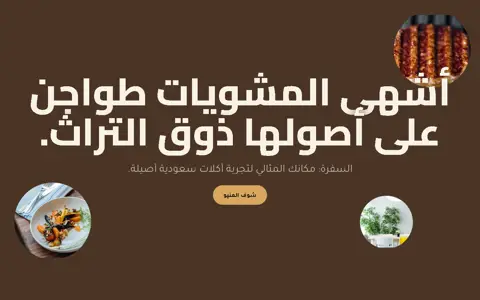 أشهى المشويات طواجن
على أصولها ذوق التراث.
السفرة: مكانك المثالي لتجربة أكلات سعودية أصيلة.
شوف المنيو